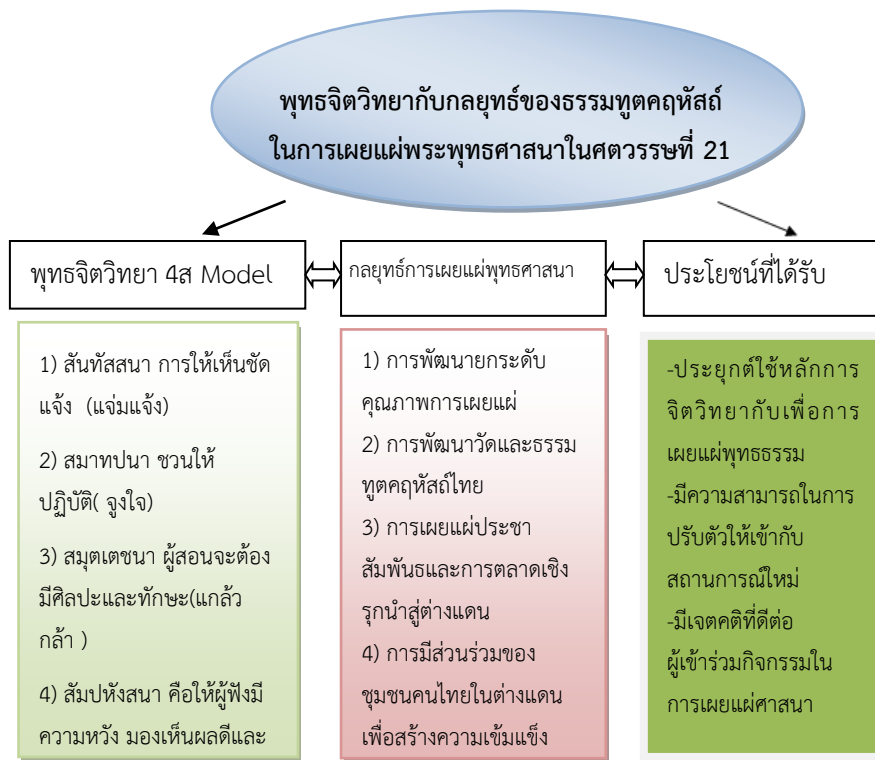 พุทธจิตวิทยากับกลยุทธ์ของธรรมทูตคฤหัสถ์
ในการเผยแผ่พระพุทธศาสนาในศตวรรษที่ 21
พุทธจิตวิทยา 4ส Model
กลยุทธ์การเผยแผ่พุทธศาสนา
ประโยชน์ที่ได้รับ
1) สันทัสสนา การให้เห็นชัด
แจ้ง (แจ่มแจ้ง)
2) สมาทปนา ชวนให้
ปฏิบัติ( จูงใจ)
3) สมุตเตชนา ผู้สอนจะต้อง
มีศิลปะและทักษะ(แกล้ว
กล้า )
4) สัมปหังสนา คือให้ผู้ฟังมี
ความหวัง มองเห็นผลดีและ
1) การพัฒนายกระดับ
คุณภาพการเผยแผ่
2) การพัฒนาวัดและธรรม
ทูตคฤหัสถ์ไทย
3) การเผยแผ่ประชา
สัมพันธและการตลาดเชิง
รุกนำสู่ต่างแดน
4) การมีส่วนร่วมของ
ชุมชนคนไทยในต่างแดน
เพื่อสร้างความเข้มแข็ง
-ประยุกต์ใช้หลักการ
จิตวิทยากับเพื่อการ
เผยแผ่พุทธธรรม
-มีความสามารถในการ
ปรับตัวให้เข้ากับ
สถานการณ์ใหม่
-มีเจตคติที่ดีต่อ
ผู้เข้าร่วมกิจกรรมใน
การเผยแผ่ศาสนา